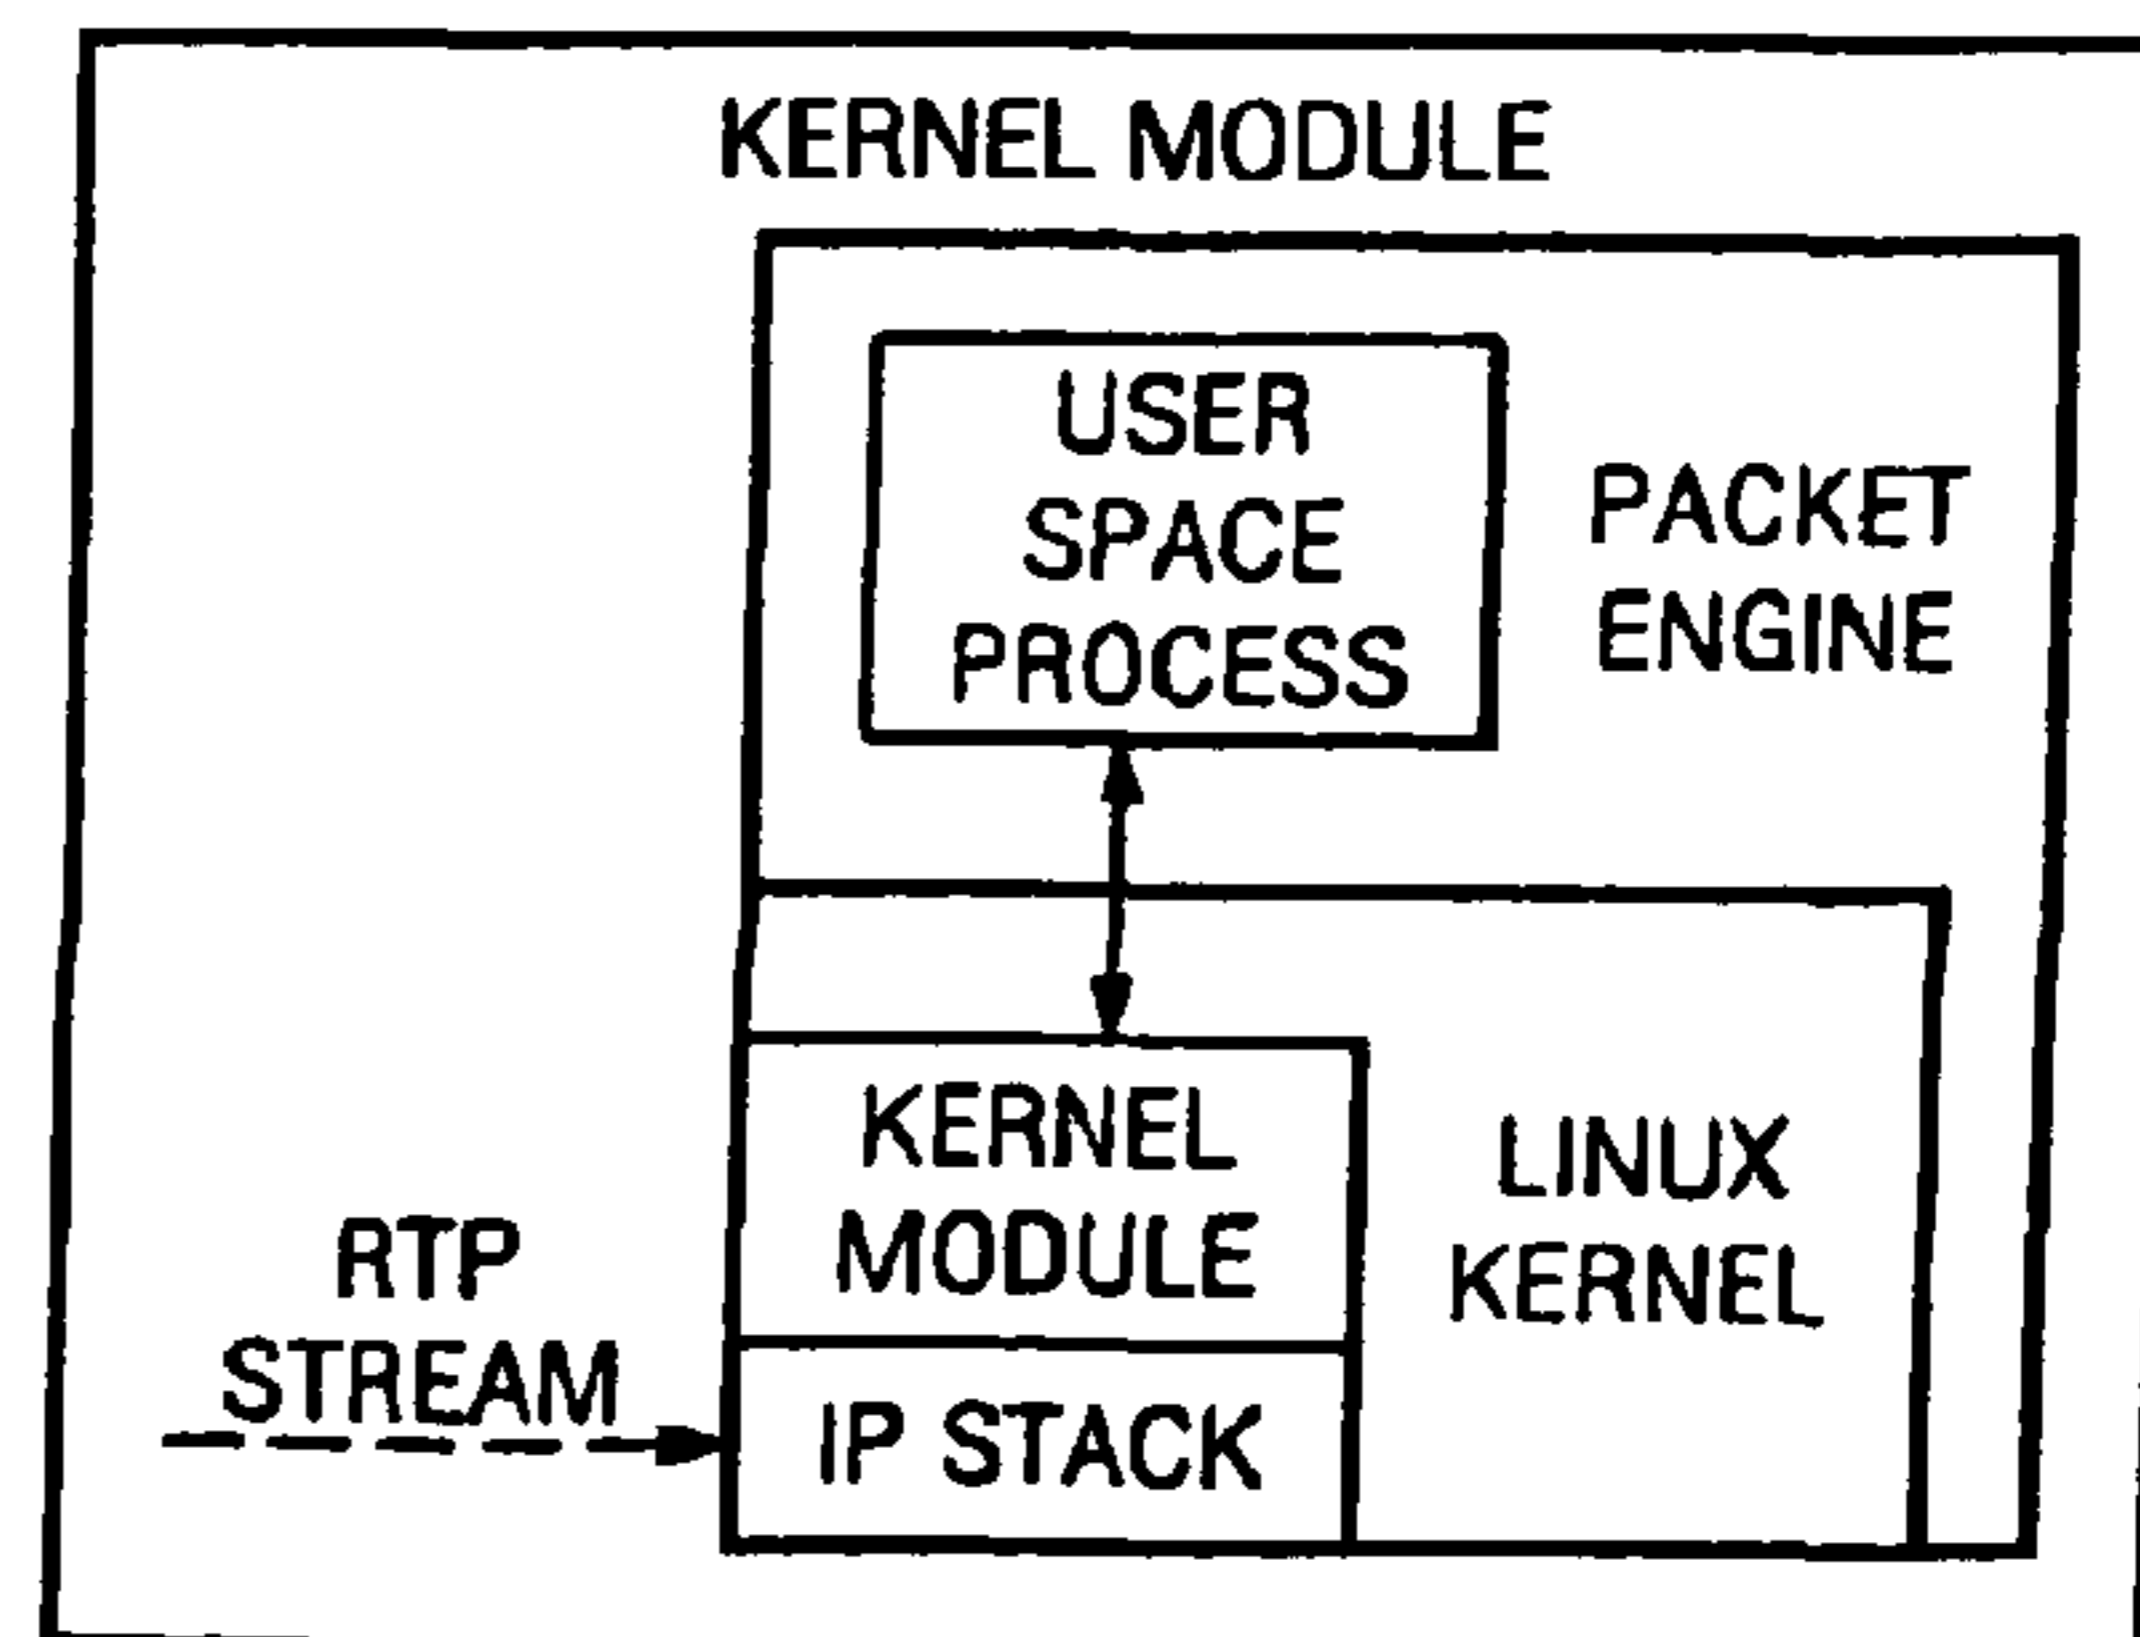 KERNEL MODULE
USER
SPACE
PROCESS
PACKET
ENGINE
KERNEL
MODULE
LINUX
KERNEL
RTP
STREAM
IP STACK